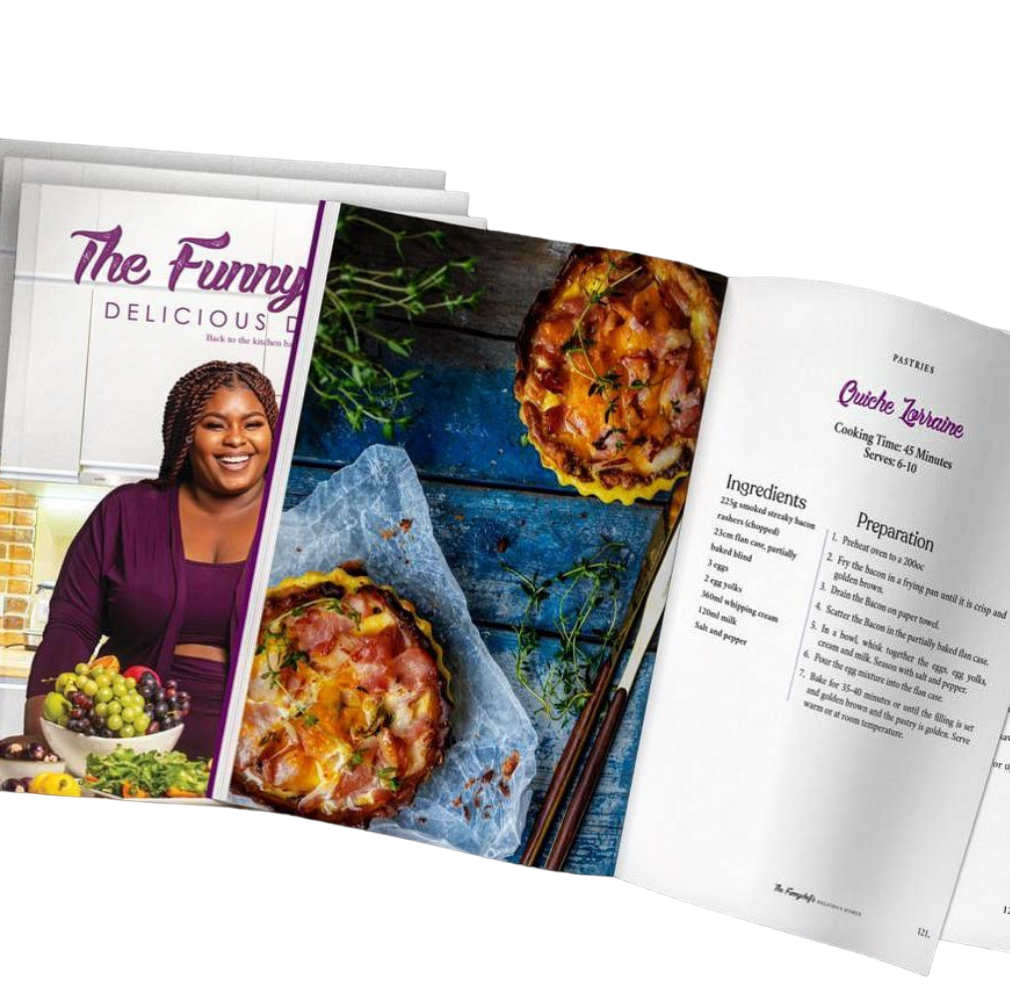 The Funny
DELICIOUS D
Back to the kitchen ba
PASTRIES
Quiche Lorraine
Cooking Time: 45 Minutes
Serves: 6-10
Ingredients
225g smoked streaky bacon
rashers (chopped)
23cm flan case, partially
baked blind
3 eggs
2 egg yolks
360ml whipping cream
120ml milk
Salt and pepper
Preparation
1. Preheat oven to a 200oc
2. Fry the bacon in a frying pan until it is crisp and
golden brown.
3. Drain the Bacon on paper towel.
4. Scatter the Bacon in the partially baked flan case.
5. In a bowl, whisk together the eggs, egg yolks,
cream and milk. Season with salt and pepper.
6. Pour the egg mixture into the flan case.
7. Bake for 35-40 minutes or until the filling is set
and golden brown and the pastry is golden. Serve
warm or at room temperature.
The Funnychef's DELICIOUS DISHES
121.